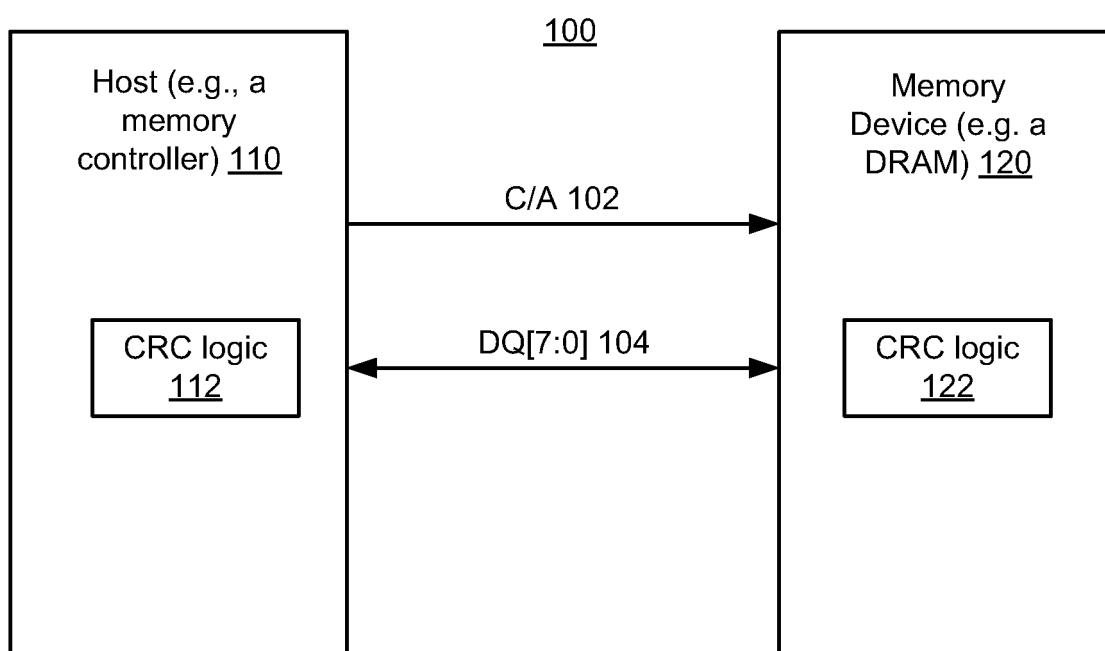 100
Host (e.g., a
memory
controller) 110
Memory
Device (e.g. a
DRAM) 120
C/A 102
DQ[7:0] 104
CRC logic
112
CRC logic
122